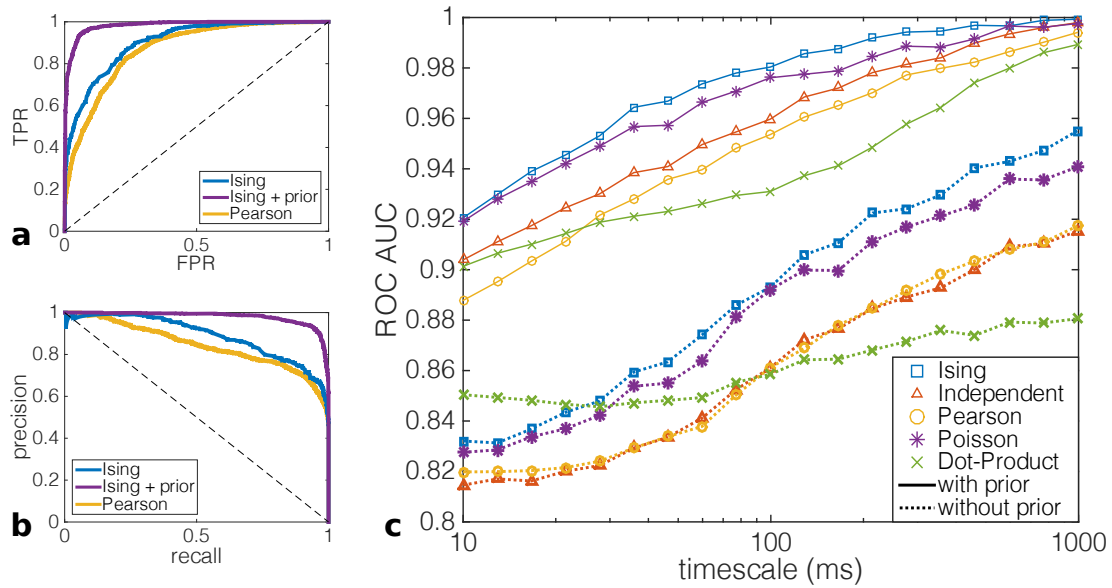 1
0.8
0.6
0.4
0.2
0
TPR
0
0.5
1
FPR
Ising
Ising + prior
Pearson
a
1
0.8
0.6
0.4
0.2
0
precision
0
0.5
1
recall
Ising
Ising + prior
Pearson
b
1
0.98
0.96
0.94
0.92
0.9
0.88
0.86
0.84
0.82
0.8
ROC AUC
10
100
1000
timescale (ms)
c
Ising
Independent
Pearson
Poisson
Dot-Product
with prior
without prior